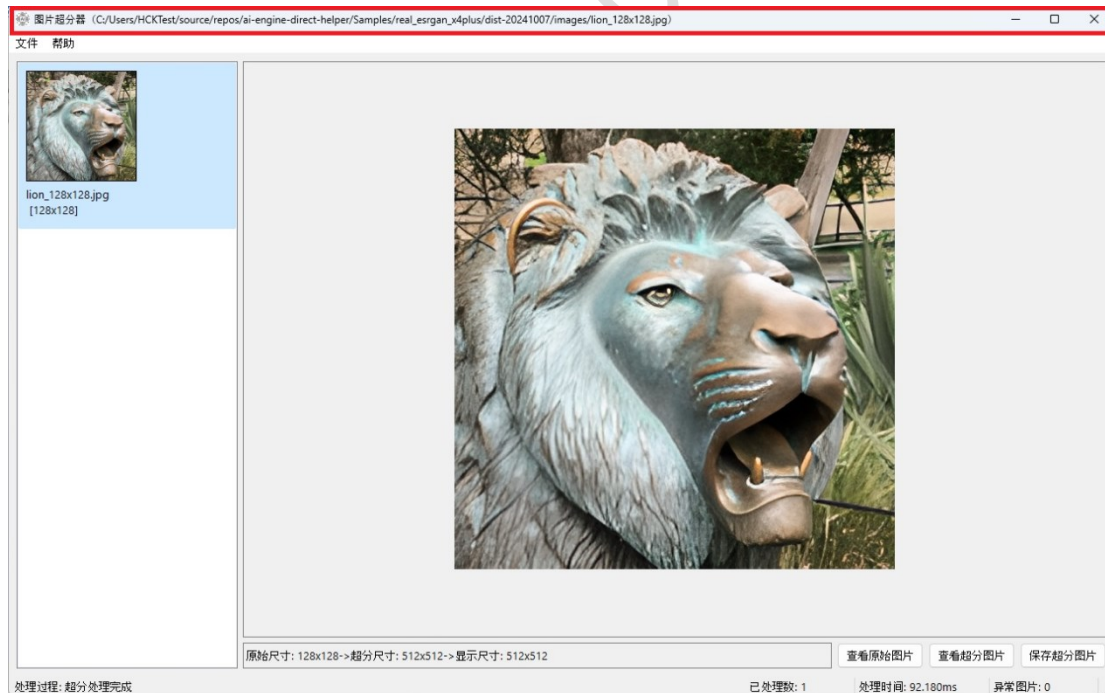 图片超分器（C:/Users/HCKTest/source/repos/ai-engine-direct-helper/Samples/real_esrgan_x4plus/dist-20241007/images/lion_128x128.jpg）
文件 帮助
lion_128x128.jpg
[128x128]
原始尺寸: 128x128->超分尺寸: 512x512->显示尺寸: 512x512
查看原始图片 查看超分图片 保存超分图片
处理过程: 超分处理完成 已处理数: 1 处理时间: 92.180ms 异常图片: 0